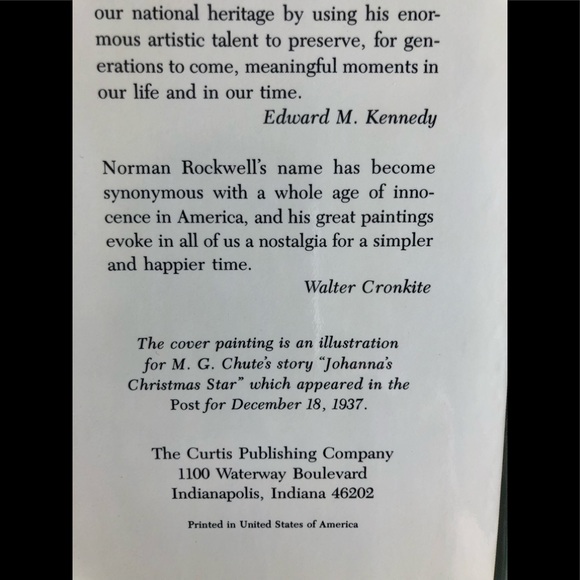 our national heritage by using his enor-
mous artistic talent to preserve, for gen-
erations to come, meaningful moments in
our life and in our time.
Edward M. Kennedy
Norman Rockwell's name has become
synonymous with a whole age of inno-
cence in America, and his great paintings
evoke in all of us a nostalgia for a simpler
and happier time.
Walter Cronkite
The cover painting is an illustration
for M. G. Chute's story "Johanna's
Christmas Star" which appeared in the
Post for December 18, 1937.
The Curtis Publishing Company
1100 Waterway Boulevard
Indianapolis, Indiana 46202
Printed in United States of America